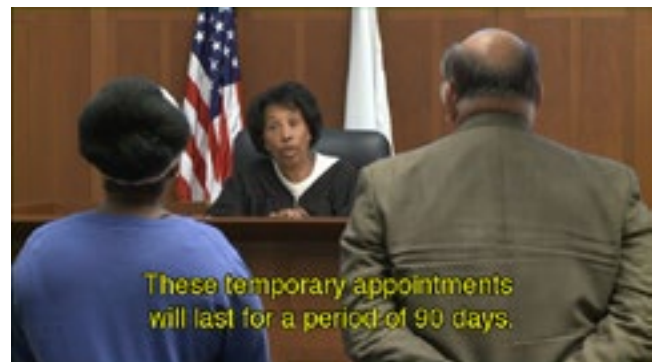 These temporary appointments
will last for a period of 90 days.